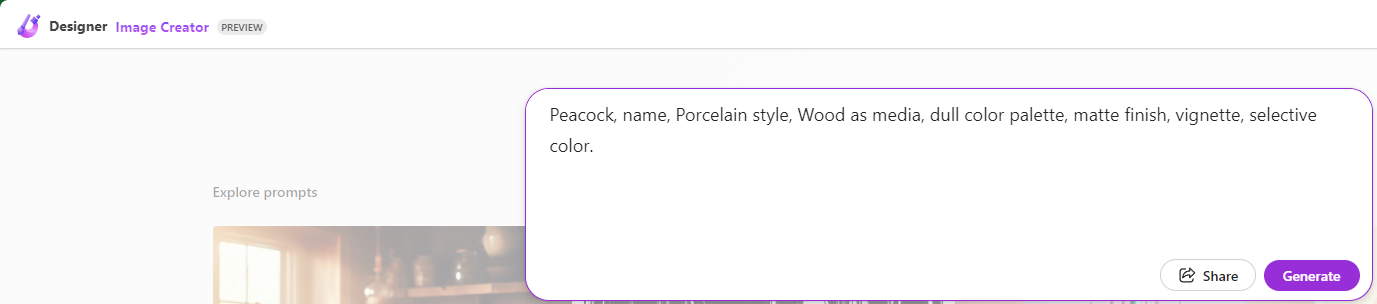 Designer Image Creator PREVIEW
Peacock, name, Porcelain style, Wood as media, dull color palette, matte finish, vignette, selective
color.
Explore prompts
Share Generate